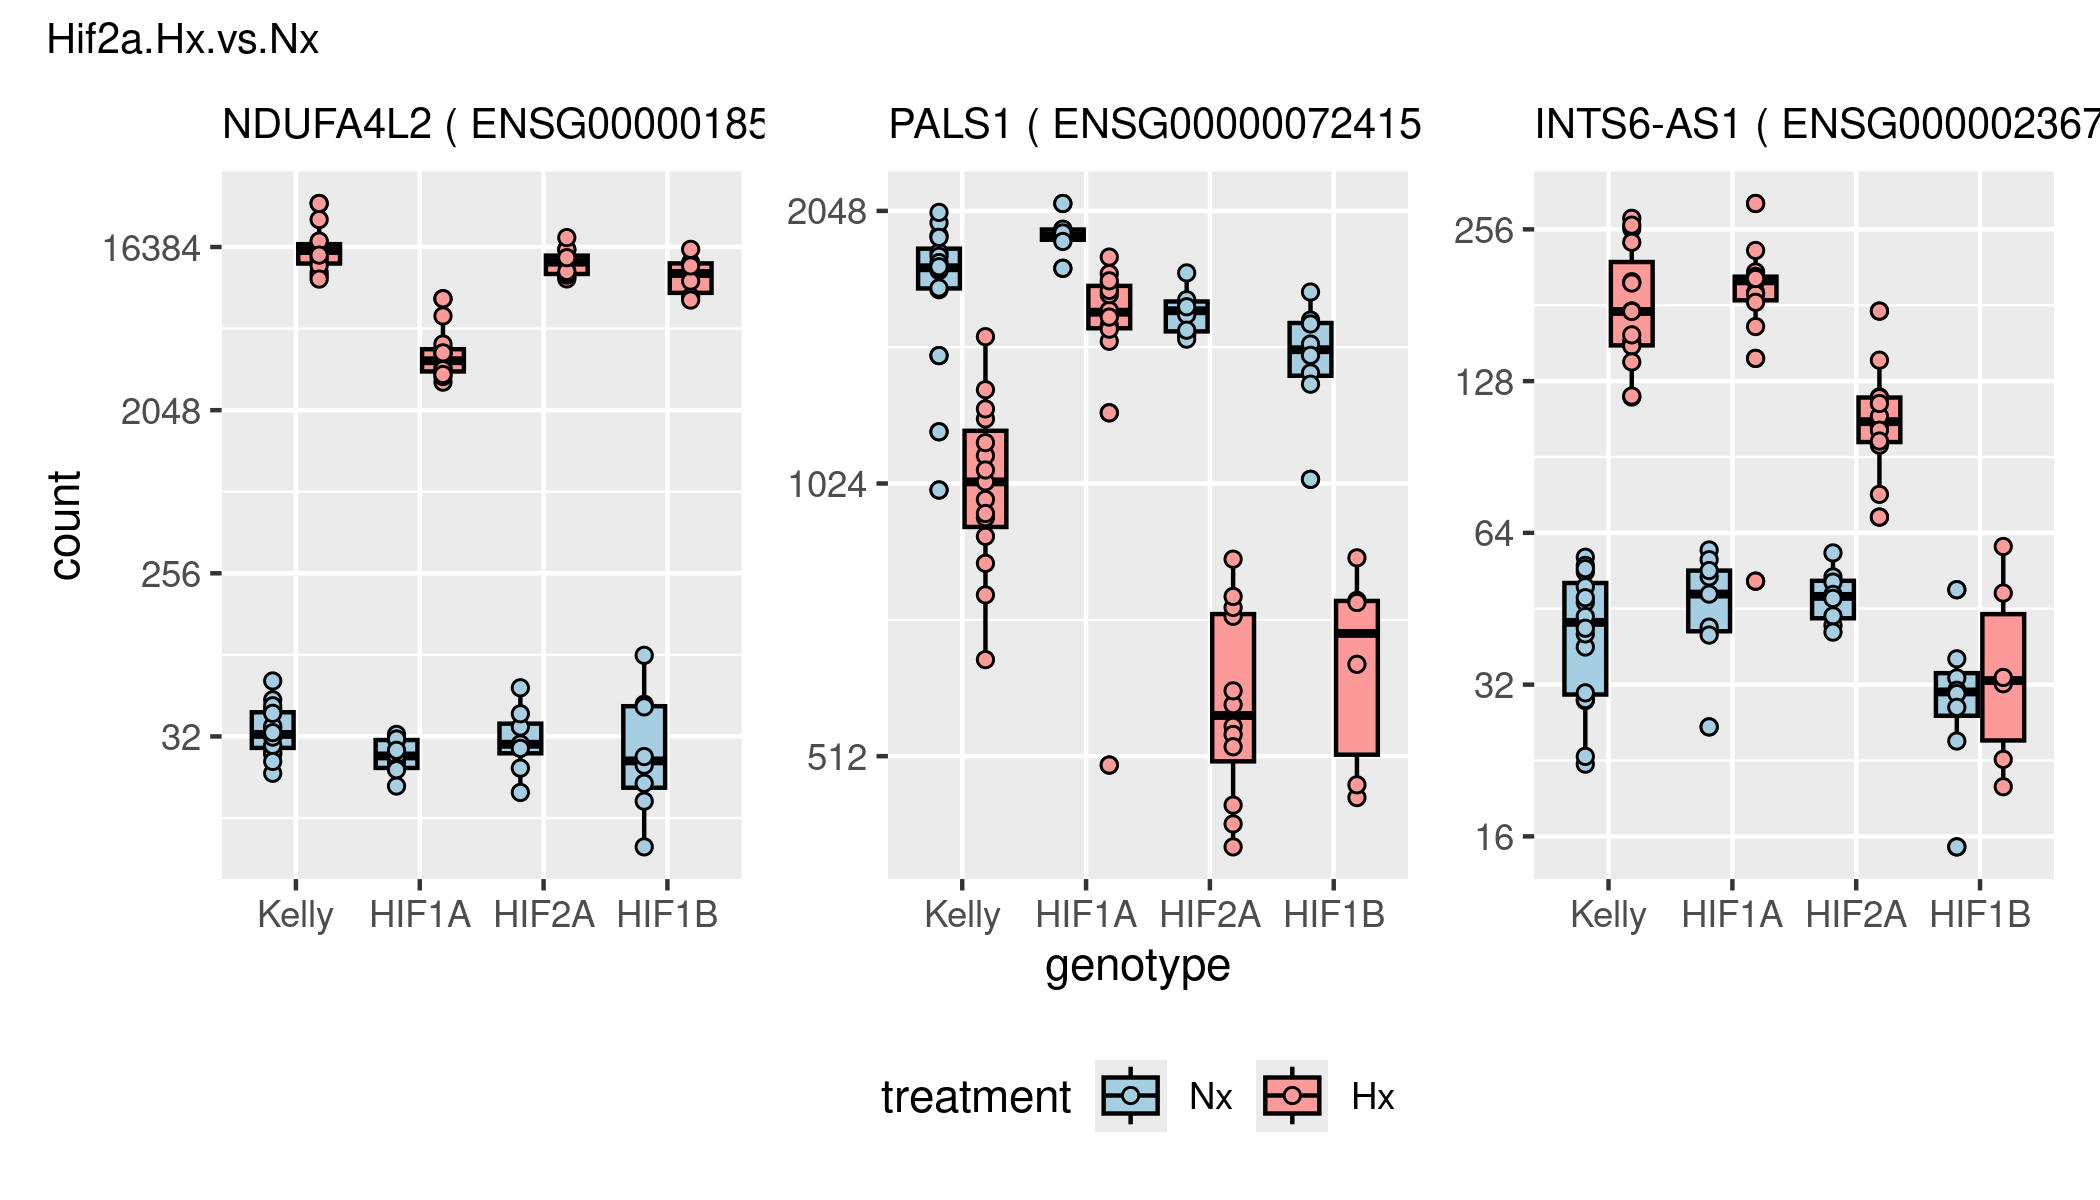 Hif2a.Hx.vs.Nx
NDUFA4L2 ( ENSG00000185
PALS1 ( ENSG00000072415
INTS6-AS1 ( ENSG000002367
count
16384
2048
256
32
Kelly HIF1A HIF2A HIF1B
2048
1024
512
Kelly HIF1A HIF2A HIF1B
256
128
64
32
16
Kelly HIF1A HIF2A HIF1B
genotype
treatment Nx Hx